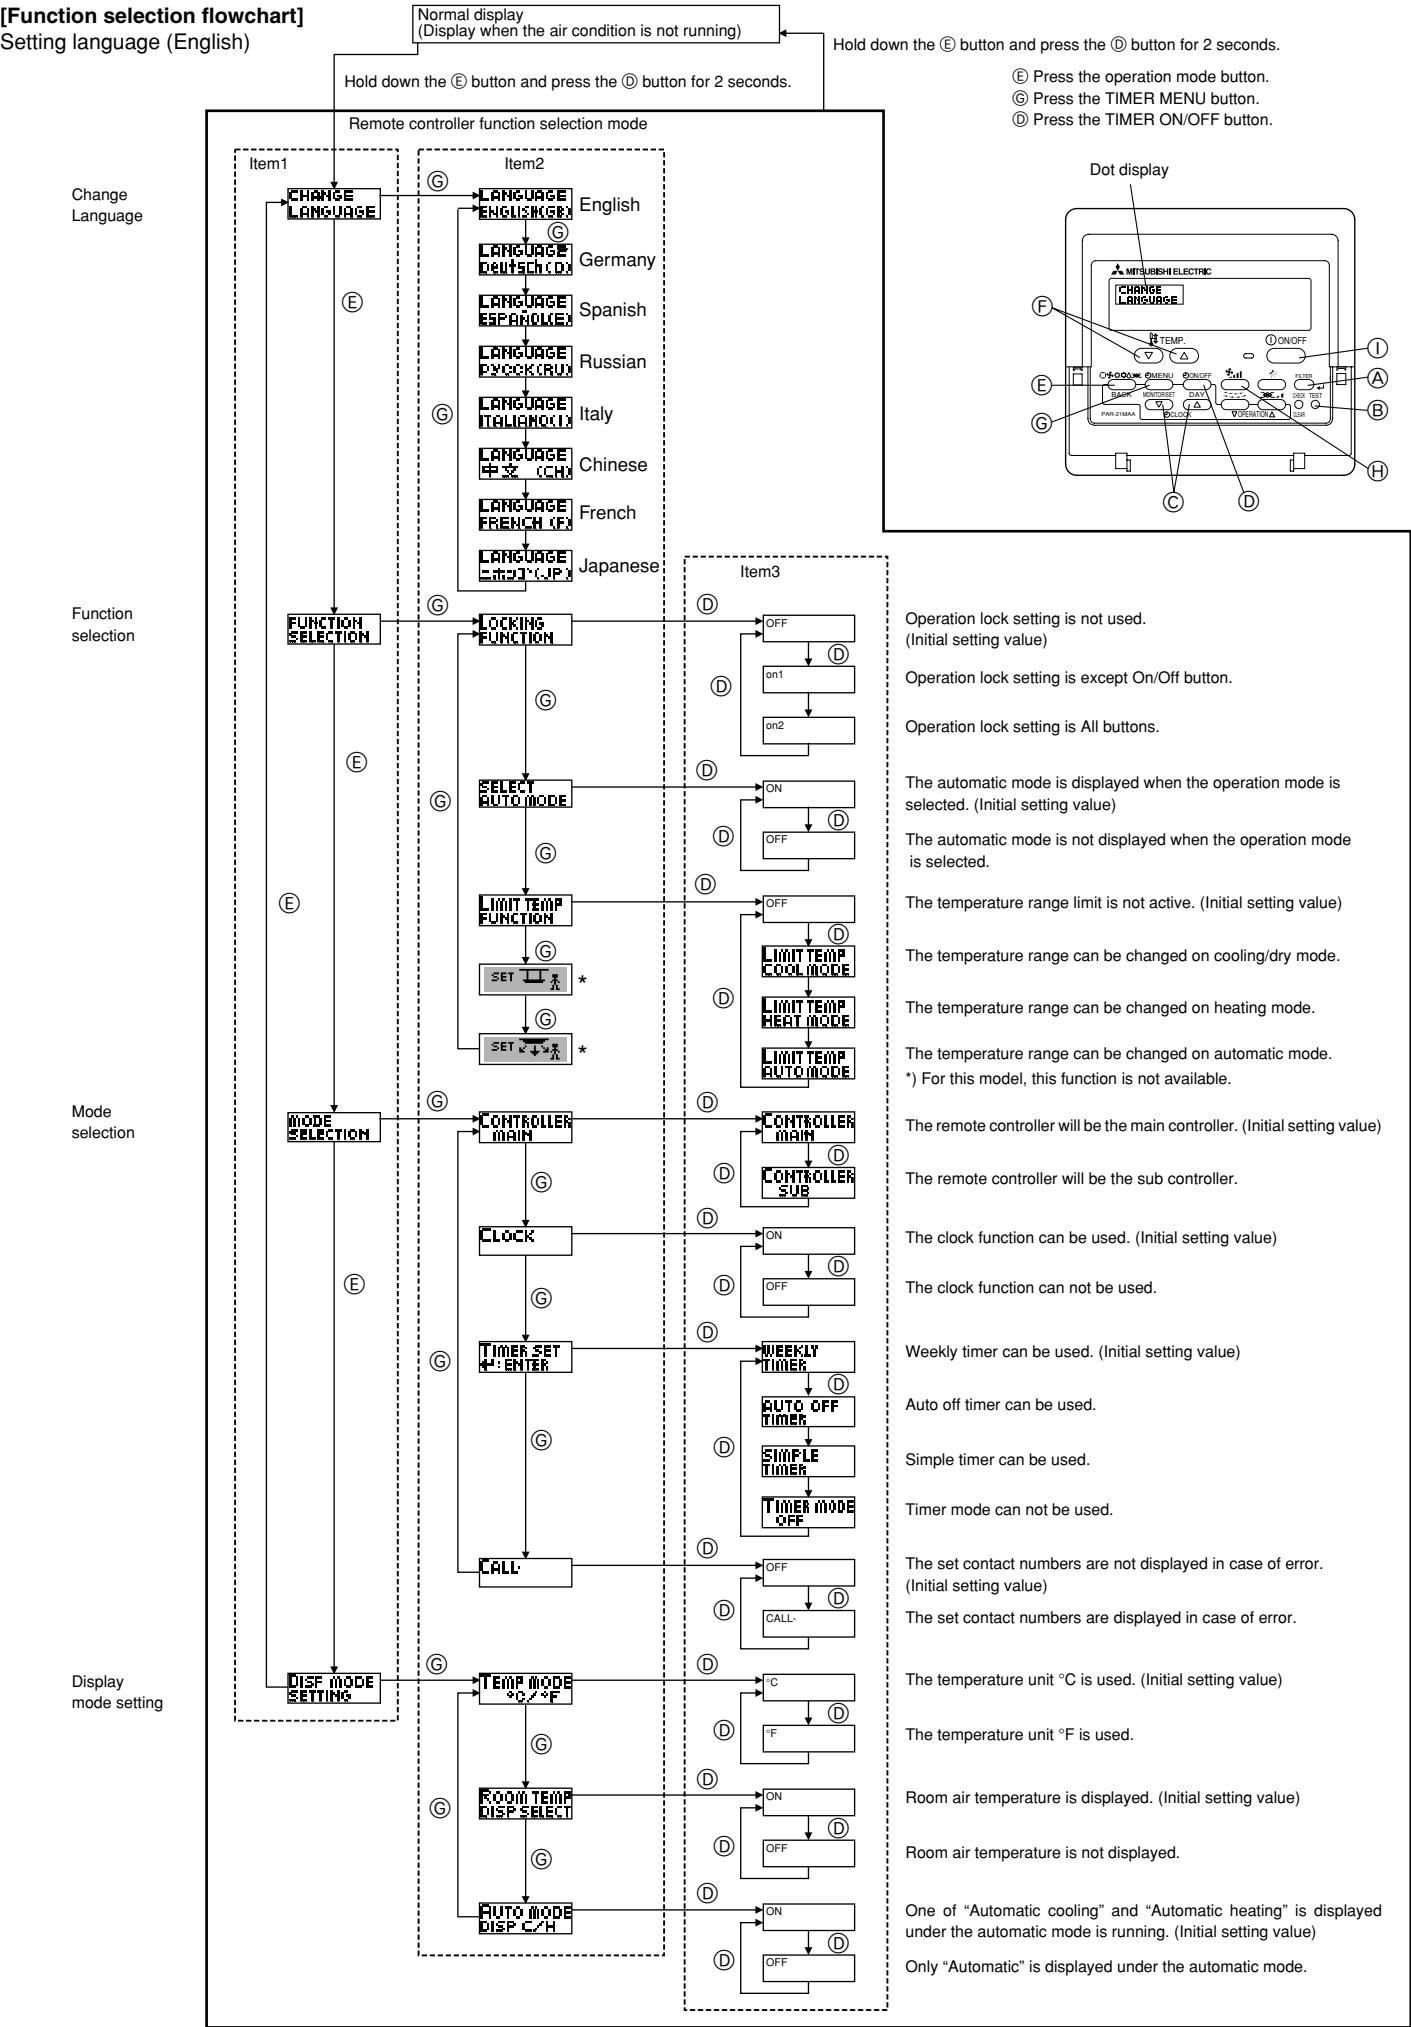 [Function selection flowchart]
Setting language (English)
Normal display
(Display when the air condition is not running)
Hold down the Ⓔ button and press the Ⓓ button for 2 seconds.
Hold down the Ⓔ button and press the Ⓓ button for 2 seconds.
Ⓔ Press the operation mode button.
Ⓖ Press the TIMER MENU button.
Ⓓ Press the TIMER ON/OFF button.
Remote controller function selection mode
Item1
Item2
Dot display
MITSUBISHI ELECTRIC
CHANGE
LANGUAGE
TEMP.
ON/OFF
MENU
ON/OFF
FILTER
BACK
MONITOR/SET
DAY
CHECK
TEST
PAR-21MAA
CLOCK
OPERATION
CLEAR
Ⓕ
Ⓔ
Ⓖ
Ⓒ
Ⓓ
Ⓘ
Ⓐ
Ⓑ
Ⓗ
Change
Language
CHANGE
LANGUAGE
Ⓖ
LANGUAGE
ENGLISH(GB)
English
Ⓖ
LANGUAGE
Deutsch(D)
Germany
Ⓔ
LANGUAGE
ESPAÑOL(E)
Spanish
LANGUAGE
РУССК(RU)
Russian
Ⓖ
LANGUAGE
ITALIANO(I)
Italy
LANGUAGE
中文 (CH)
Chinese
LANGUAGE
FRENCH (F)
French
LANGUAGE
ニホンゴ(JP)
Japanese
Item3
Function
selection
FUNCTION
SELECTION
Ⓖ
LOCKING
FUNCTION
Ⓓ
OFF
Operation lock setting is not used.
(Initial setting value)
Ⓓ
Ⓓ
on1
Operation lock setting is except On/Off button.
Ⓖ
on2
Operation lock setting is All buttons.
Ⓔ
Ⓖ
SELECT
AUTO MODE
Ⓓ
ON
The automatic mode is displayed when the operation mode is
selected. (Initial setting value)
Ⓓ
Ⓓ
OFF
The automatic mode is not displayed when the operation mode
is selected.
Ⓖ
Ⓔ
LIMIT TEMP
FUNCTION
Ⓓ
OFF
The temperature range limit is not active. (Initial setting value)
Ⓖ
Ⓓ
LIMIT TEMP
COOL MODE
The temperature range can be changed on cooling/dry mode.
SET
*
Ⓓ
LIMIT TEMP
HEAT MODE
The temperature range can be changed on heating mode.
Ⓖ
SET
*
LIMIT TEMP
AUTO MODE
The temperature range can be changed on automatic mode.
*) For this model, this function is not available.
Mode
selection
MODE
SELECTION
Ⓖ
CONTROLLER
MAIN
Ⓓ
CONTROLLER
MAIN
The remote controller will be the main controller. (Initial setting value)
Ⓓ
Ⓓ
CONTROLLER
SUB
The remote controller will be the sub controller.
Ⓖ
CLOCK
Ⓓ
ON
The clock function can be used. (Initial setting value)
Ⓔ
Ⓓ
Ⓓ
OFF
The clock function can not be used.
Ⓖ
Ⓖ
TIMER SET
↵:ENTER
Ⓓ
WEEKLY
TIMER
Weekly timer can be used. (Initial setting value)
Ⓓ
AUTO OFF
TIMER
Auto off timer can be used.
Ⓖ
Ⓓ
SIMPLE
TIMER
Simple timer can be used.
TIMER MODE
OFF
Timer mode can not be used.
CALL.
Ⓓ
OFF
The set contact numbers are not displayed in case of error.
(Initial setting value)
Ⓓ
Ⓓ
CALL-
The set contact numbers are displayed in case of error.
Display
mode setting
DISP MODE
SETTING
Ⓖ
TEMP MODE
°C/°F
Ⓓ
°C
The temperature unit °C is used. (Initial setting value)
Ⓓ
Ⓓ
°F
The temperature unit °F is used.
Ⓖ
Ⓖ
ROOM TEMP
DISP SELECT
Ⓓ
ON
Room air temperature is displayed. (Initial setting value)
Ⓓ
Ⓓ
OFF
Room air temperature is not displayed.
Ⓖ
AUTO MODE
DISP C/H
Ⓓ
ON
One of “Automatic cooling” and “Automatic heating” is displayed
under the automatic mode is running. (Initial setting value)
Ⓓ
Ⓓ
OFF
Only “Automatic” is displayed under the automatic mode.